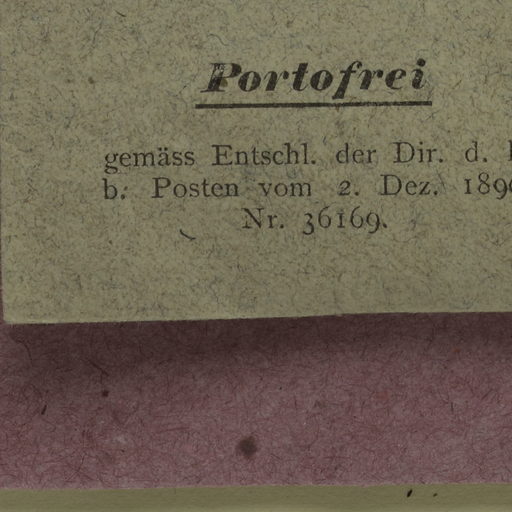 Portofrei
gemäss Entschl. der Dir. d.
b. Posten vom 2. Dez.
Nr. 36169.